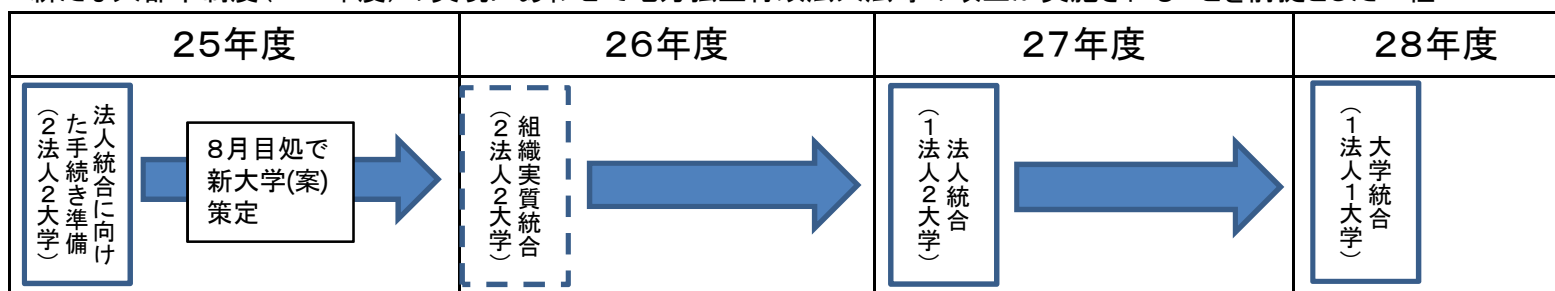 25年度
26年度
27年度
28年度
法人統合に向け
た手続き準備
（２法人２大学）
８月目処で
新大学(案)
策定
組織実質統合
（２法人２大学）
法人統合
（１法人２大学）
大学統合
（１法人１大学）